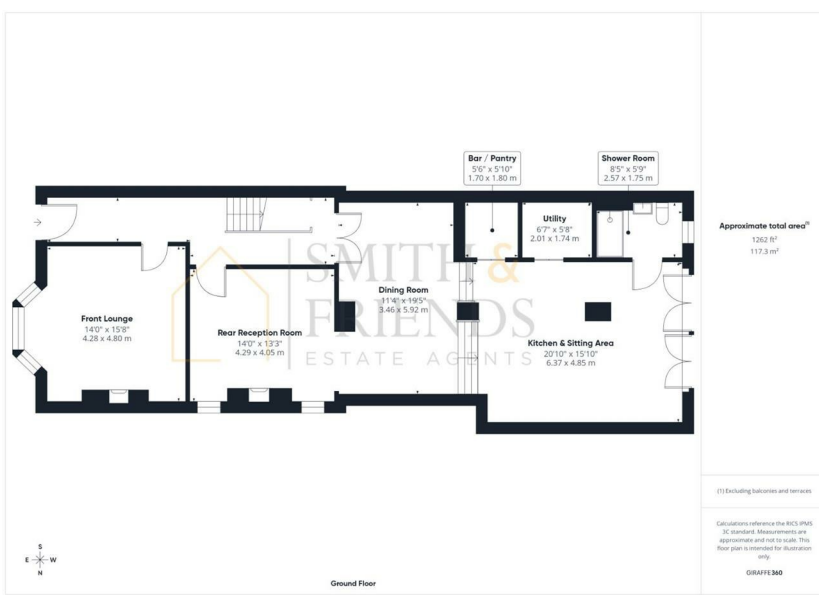 Bar / Pantry
5'6" x 5'10"
1.70 x 1.80 m
Shower Room
8'5" x 5'9"
2.57 x 1.75 m
Utility
6'7" x 5'8"
2.01 x 1.74 m
SMITH &
FRIENDS
ESTATE AGENTS
Front Lounge
14'0" x 15'8"
4.28 x 4.80 m
Rear Reception Room
14'0" x 13'3"
4.29 x 4.05 m
Dining Room
11'4" x 19'5"
3.46 x 5.92 m
Kitchen & Sitting Area
20'10" x 15'10"
6.37 x 4.85 m
Approximate total area(1)
1262 ft²
117.3 m²
(1) Excluding balconies and terraces
Calculations reference the RICS IPMS
3C standard. Measurements are
approximate and not to scale. This
floor plan is intended for illustration
only.
GIRAFFE360
S
E W
N
Ground Floor